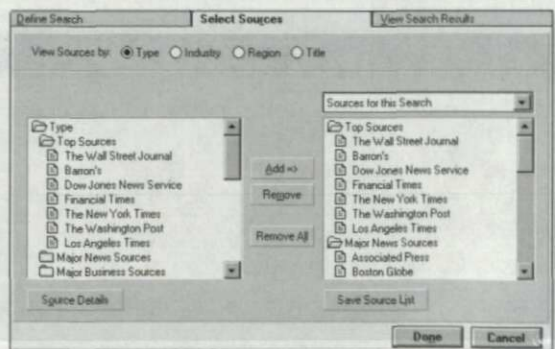 Define Search Select Sources View Search Results
View Sources by: Type Industry Region Title
Sources for this Search
Type
Top Sources
The Wall Street Journal
Barron's
Dow Jones News Service
Financial Times
The New York Times
The Washington Post
Los Angeles Times
Major News Sources
Major Business Sources
Add =>
Remove
Remove All
Top Sources
The Wall Street Journal
Barron's
Dow Jones News Service
Financial Times
The New York Times
The Washington Post
Los Angeles Times
Major News Sources
Associated Press
Boston Globe
Source Details
Save Source List
Done Cancel